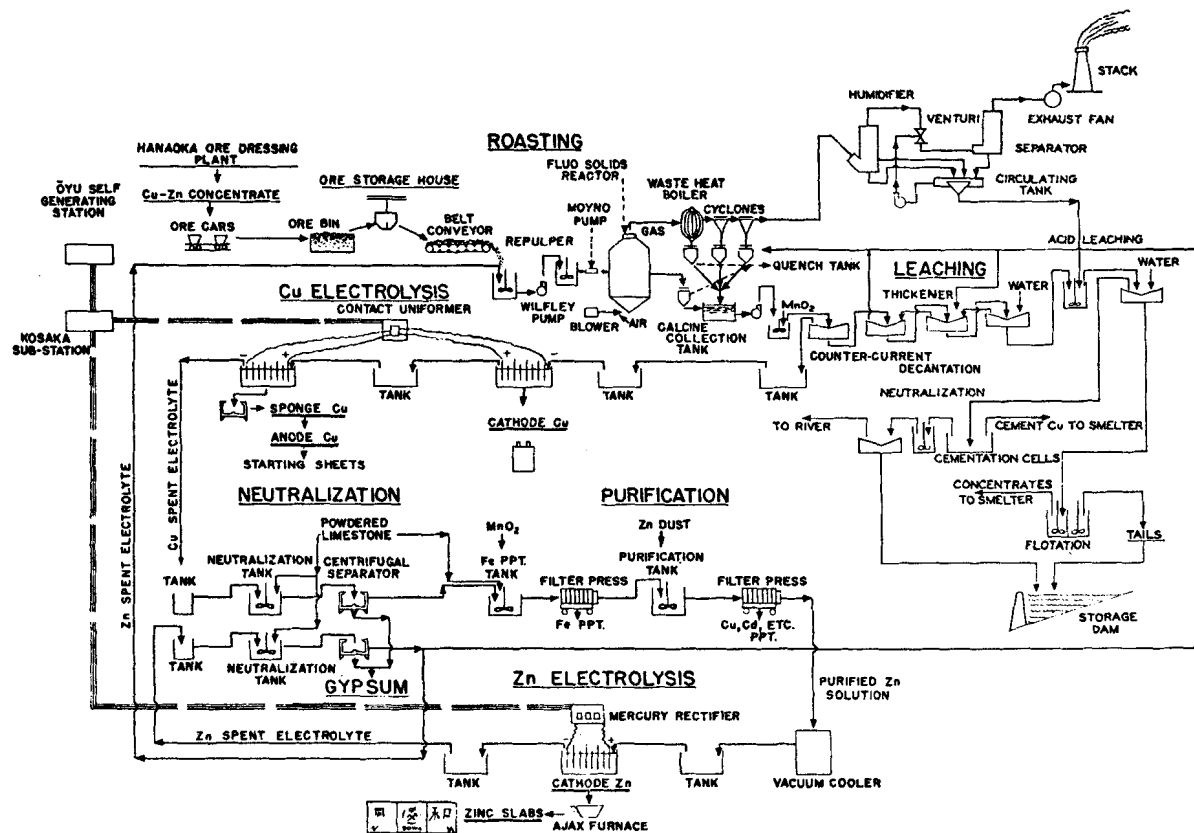 STACK
HUMIDIFIER
VENTURI
EXHAUST FAN
SEPARATOR
CIRCULATING
TANK
ROASTING
HANAOKA ORE DRESSING
PLANT
Cu-Zn CONCENTRATE
ŌYU SELF
GENERATING
STATION
ORE STORAGE HOUSE
FLUO SOLIDS
REACTOR
WASTE HEAT
BOILER
CYCLONES
ORE CARS
ORE BIN
BELT
CONVEYOR
REPULPER
MOYNO
PUMP
GAS
WILFLEY
PUMP
BLOWER
AIR
QUENCH TANK
CALCINE
COLLECTION
TANK
ACID LEACHING
LEACHING
WATER
THICKENER
WATER
MnO2
COUNTER-CURRENT
DECANTATION
Cu ELECTROLYSIS
CONTACT UNIFORMER
KOSAKA
SUB-STATION
− +
+ −
TANK
TANK
TANK
SPONGE Cu
ANODE Cu
STARTING SHEETS
CATHODE Cu
NEUTRALIZATION
TO RIVER
CEMENT Cu TO SMELTER
CEMENTATION CELLS
CONCENTRATES
TO SMELTER
FLOTATION
TAILS
STORAGE
DAM
Zn SPENT ELECTROLYTE
Cu SPENT ELECTROLYTE
NEUTRALIZATION
PURIFICATION
POWDERED
LIMESTONE
NEUTRALIZATION
TANK
CENTRIFUGAL
SEPARATOR
MnO2
Fe PPT.
TANK
Zn DUST
PURIFICATION
TANK
FILTER PRESS
FILTER PRESS
TANK
Fe PPT.
Cu, Cd, ETC.
PPT.
TANK
NEUTRALIZATION
TANK
GYPSUM
Zn ELECTROLYSIS
PURIFIED Zn
SOLUTION
MERCURY RECTIFIER
Zn SPENT ELECTROLYTE
+
TANK
CATHODE Zn
TANK
VACUUM COOLER
ZINC SLABS
AJAX FURNACE